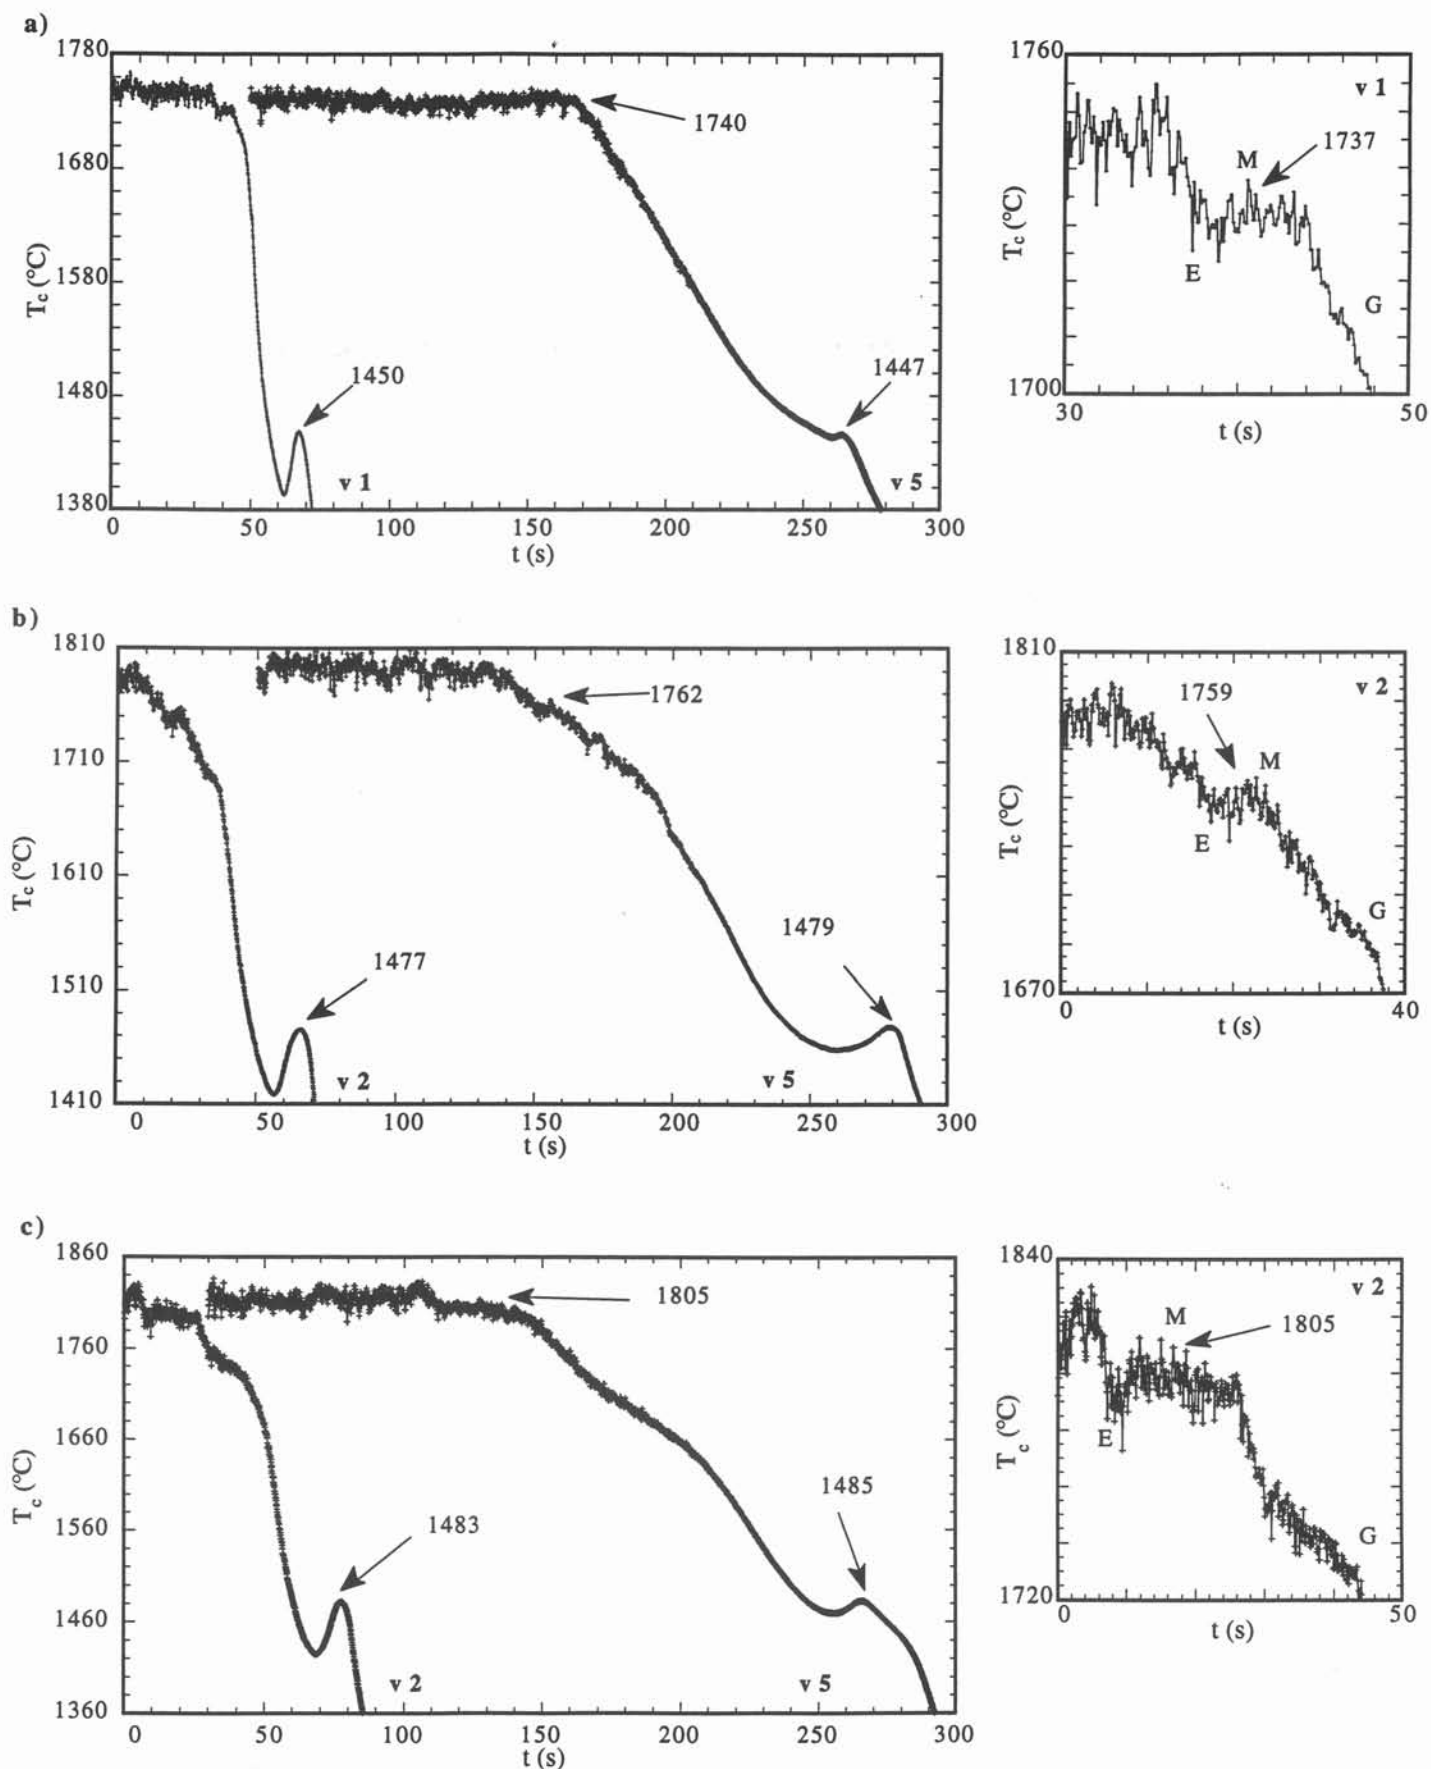 a)
1780
1680
1580
1480
1380
Tc (°C)
1740
1450
1447
v 1
v 5
0 50 100 150 200 250 300
t (s)
1760
1700
Tc (°C)
v 1
M
1737
E
G
30 50
t (s)
b)
1810
1710
1610
1510
1410
Tc (°C)
1762
1477
1479
v 2
v 5
0 50 100 150 200 250 300
t (s)
1810
1670
Tc (°C)
v 2
1759
M
E
G
0 40
t (s)
c)
1860
1760
1660
1560
1460
1360
Tc (°C)
1805
1483
1485
v 2
v 5
0 50 100 150 200 250 300
t (s)
1840
1720
Tc (°C)
v 2
M
1805
E
G
0 50
t (s)